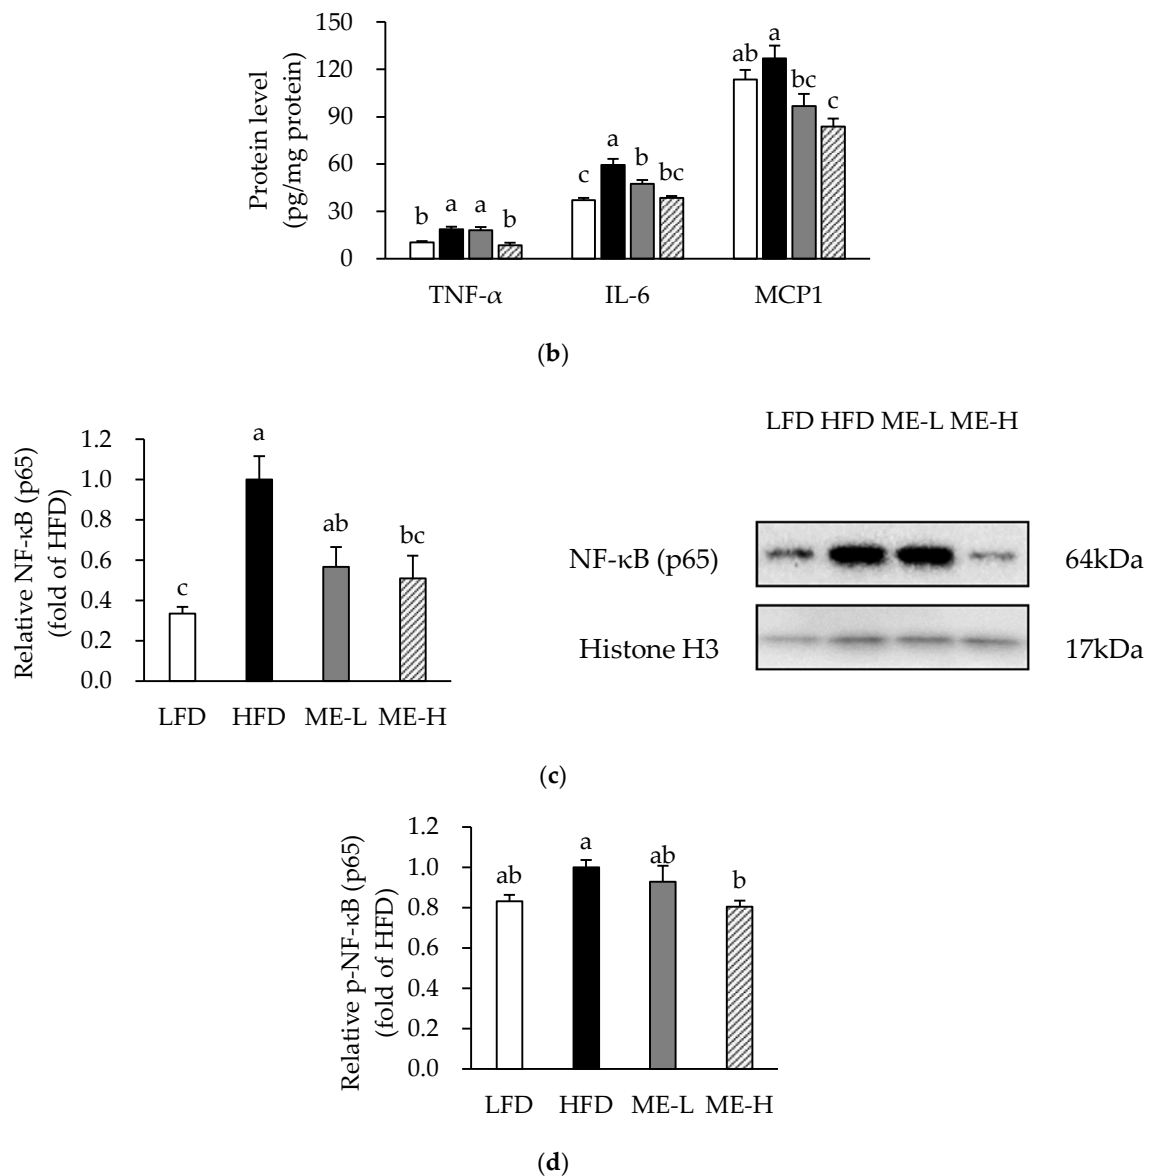 Protein level
(pg/mg protein)
150
120
90
60
30
0
b a a b
c a b bc
ab a bc c
TNF-α IL-6 MCP1
(b)
Relative NF-κB (p65)
(fold of HFD)
1.2
1.0
0.8
0.6
0.4
0.2
0.0
c a ab bc
LFD HFD ME-L ME-H
LFD HFD ME-L ME-H
NF-κB (p65) 64kDa
Histone H3 17kDa
(c)
Relative p-NF-κB (p65)
(fold of HFD)
1.2
1.0
0.8
0.6
0.4
0.2
0.0
ab a ab b
LFD HFD ME-L ME-H
(d)